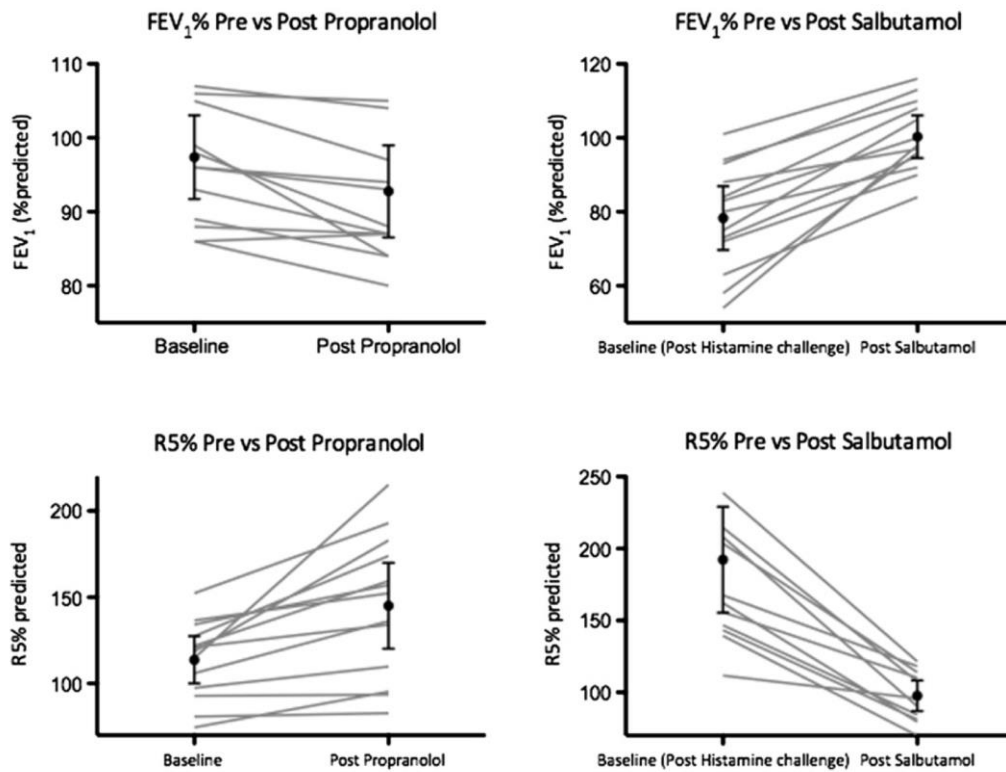 FEV₁% Pre vs Post Propranolol
110
100
90
80
FEV₁ (%predicted)
Baseline
Post Propranolol
FEV₁% Pre vs Post Salbutamol
120
100
80
60
FEV₁ (%predicted)
Baseline (Post Histamine challenge)
Post Salbutamol
R5% Pre vs Post Propranolol
200
150
100
R5% predicted
Baseline
Post Propranolol
R5% Pre vs Post Salbutamol
250
200
150
100
R5% predicted
Baseline (Post Histamine challenge)
Post Salbutamol